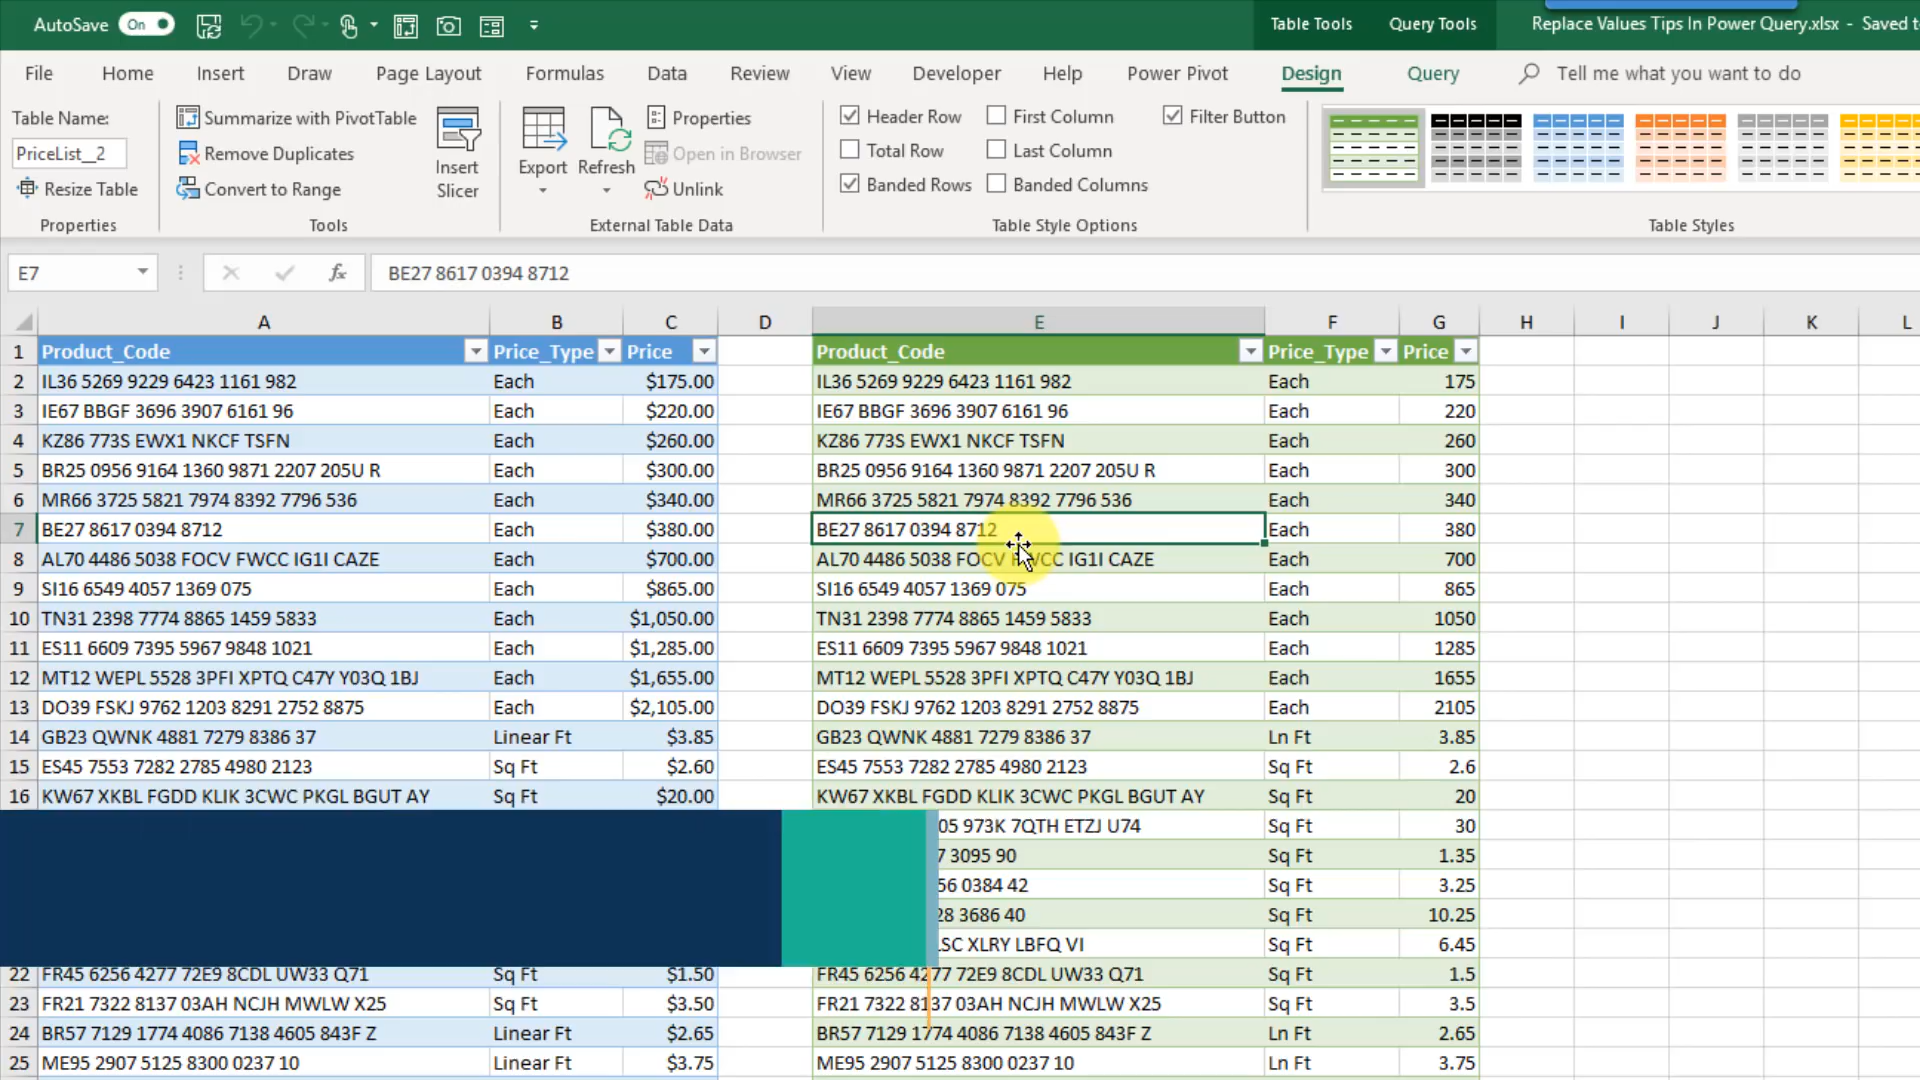 AutoSave On Table Tools Query Tools Replace Values Tips In Power Query.xlsx - Saved
File Home Insert Draw Page Layout Formulas Data Review View Developer Help Power Pivot Design Query Tell me what you want to do
Table Name:
PriceList__2
Resize Table
Properties
Summarize with PivotTable
Remove Duplicates
Convert to Range
Insert Slicer
Tools
Export Refresh
Properties
Open in Browser
Unlink
External Table Data
Header Row First Column Filter Button
Total Row Last Column
Banded Rows Banded Columns
Table Style Options
Table Styles
E7 fx BE27 8617 0394 8712
A B C D E F G H I J K L
1 Product_Code Price_Type Price Product_Code Price_Type Price
2 IL36 5269 9229 6423 1161 982 Each $175.00 IL36 5269 9229 6423 1161 982 Each 175
3 IE67 BBGF 3696 3907 6161 96 Each $220.00 IE67 BBGF 3696 3907 6161 96 Each 220
4 KZ86 773S EWX1 NKCF TSFN Each $260.00 KZ86 773S EWX1 NKCF TSFN Each 260
5 BR25 0956 9164 1360 9871 2207 205U R Each $300.00 BR25 0956 9164 1360 9871 2207 205U R Each 300
6 MR66 3725 5821 7974 8392 7796 536 Each $340.00 MR66 3725 5821 7974 8392 7796 536 Each 340
7 BE27 8617 0394 8712 Each $380.00 BE27 8617 0394 8712 Each 380
8 AL70 4486 5038 FOCV FWCC IG1I CAZE Each $700.00 AL70 4486 5038 FOCV FWCC IG1I CAZE Each 700
9 SI16 6549 4057 1369 075 Each $865.00 SI16 6549 4057 1369 075 Each 865
10 TN31 2398 7774 8865 1459 5833 Each $1,050.00 TN31 2398 7774 8865 1459 5833 Each 1050
11 ES11 6609 7395 5967 9848 1021 Each $1,285.00 ES11 6609 7395 5967 9848 1021 Each 1285
12 MT12 WEPL 5528 3PFI XPTQ C47Y Y03Q 1BJ Each $1,655.00 MT12 WEPL 5528 3PFI XPTQ C47Y Y03Q 1BJ Each 1655
13 DO39 FSKJ 9762 1203 8291 2752 8875 Each $2,105.00 DO39 FSKJ 9762 1203 8291 2752 8875 Each 2105
14 GB23 QWNK 4881 7279 8386 37 Linear Ft $3.85 GB23 QWNK 4881 7279 8386 37 Ln Ft 3.85
15 ES45 7553 7282 2785 4980 2123 Sq Ft $2.60 ES45 7553 7282 2785 4980 2123 Sq Ft 2.6
16 KW67 XKBL FGDD KLIK 3CWC PKGL BGUT AY Sq Ft $20.00 KW67 XKBL FGDD KLIK 3CWC PKGL BGUT AY Sq Ft 20
05 973K 7QTH ETZJ U74 Sq Ft 30
7 3095 90 Sq Ft 1.35
56 0384 42 Sq Ft 3.25
28 3686 40 Sq Ft 10.25
LSC XLRY LBFQ VI Sq Ft 6.45
22 FR45 6256 4277 72E9 8CDL UW33 Q71 Sq Ft $1.50 FR45 6256 4277 72E9 8CDL UW33 Q71 Sq Ft 1.5
23 FR21 7322 8137 03AH NCJH MWLW X25 Sq Ft $3.50 FR21 7322 8137 03AH NCJH MWLW X25 Sq Ft 3.5
24 BR57 7129 1774 4086 7138 4605 843F Z Linear Ft $2.65 BR57 7129 1774 4086 7138 4605 843F Z Ln Ft 2.65
25 ME95 2907 5125 8300 0237 10 Linear Ft $3.75 ME95 2907 5125 8300 0237 10 Ln Ft 3.75